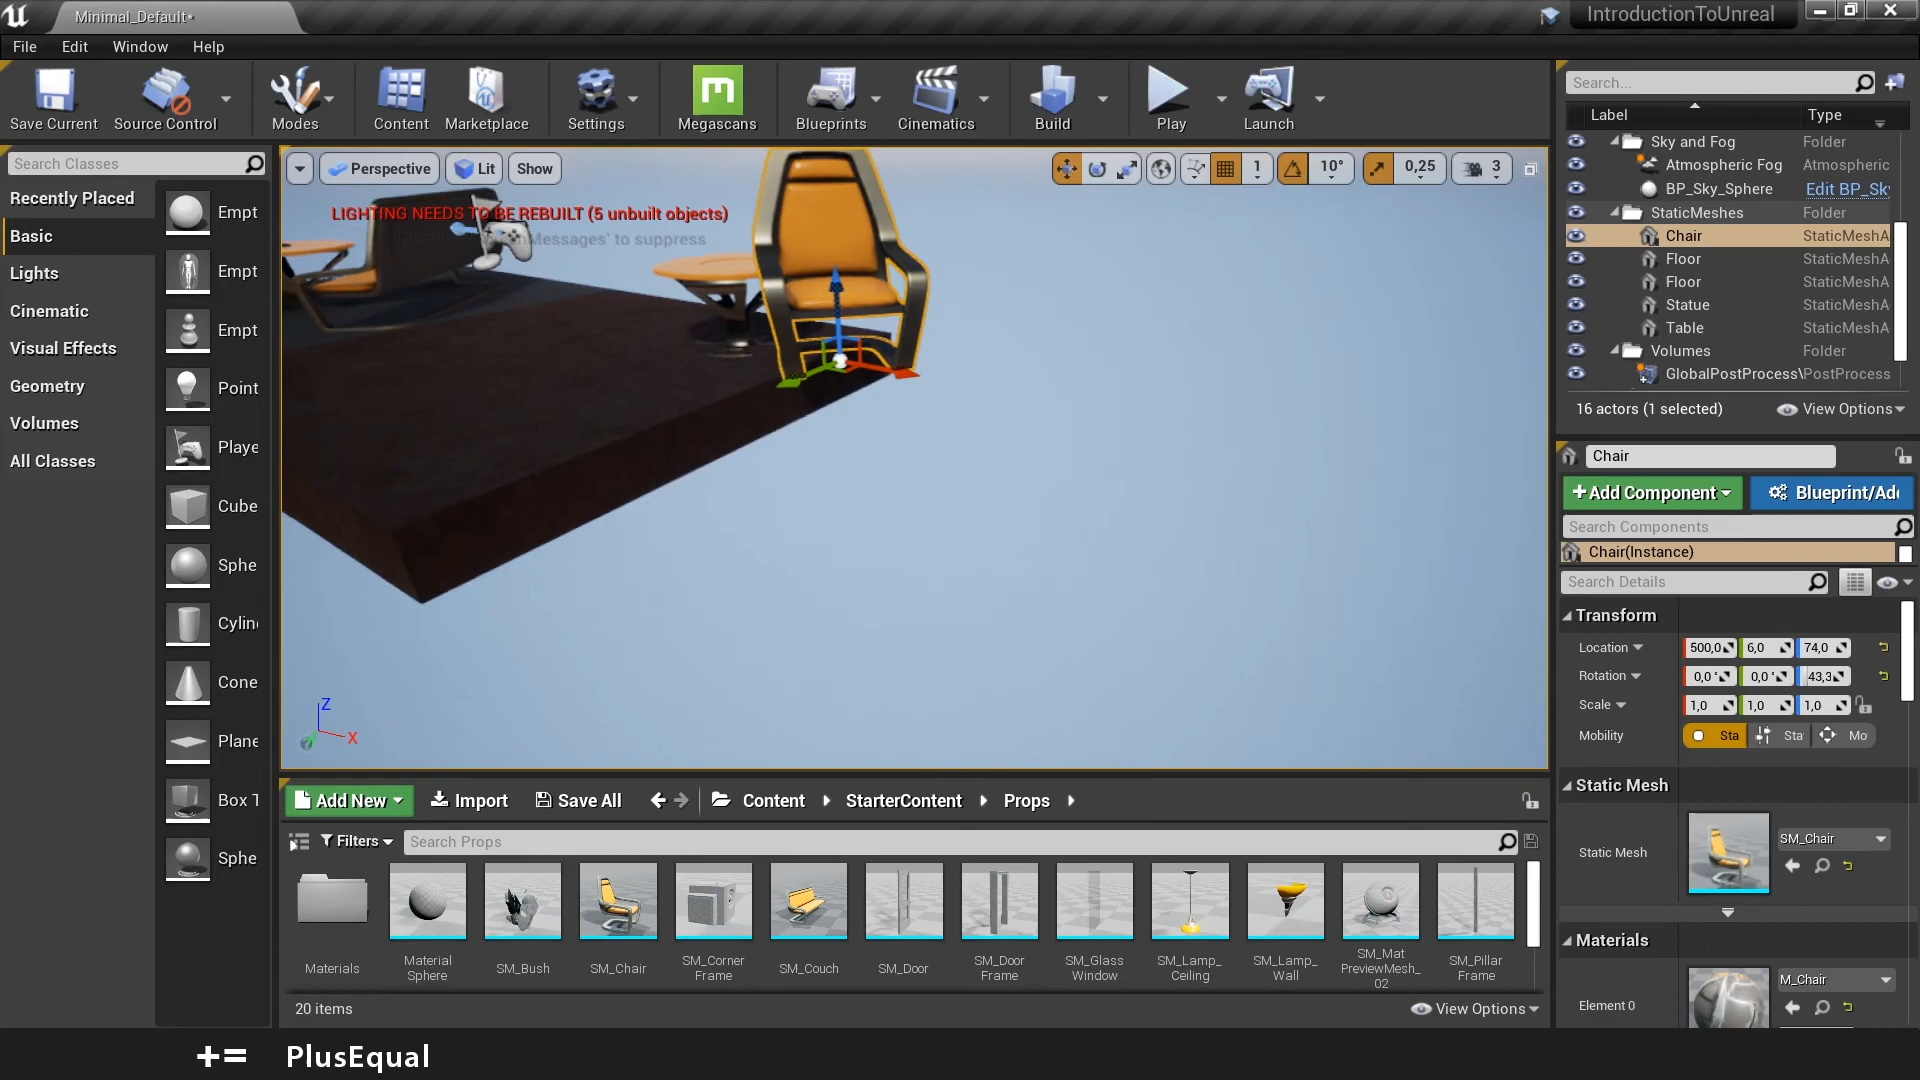 Minimal_Default*
IntroductionToUnreal
File Edit Window Help
Save Current
Source Control
Modes
Content
Marketplace
Settings
Megascans
Blueprints
Cinematics
Build
Play
Launch
Search Classes
Recently Placed
Basic
Lights
Cinematic
Visual Effects
Geometry
Volumes
All Classes
Empt
Empt
Empt
Point
Playe
Cube
Sphe
Cylin
Cone
Plane
Box T
Sphe
Perspective Lit Show
1 10° 0,25 3
LIGHTING NEEDS TO BE REBUILT (5 unbuilt objects)
Messages' to suppress
Z
X
Search...
Label Type
Sky and Fog Folder
Atmospheric Fog Atmospheric
BP_Sky_Sphere Edit BP_Sky
StaticMeshes Folder
Chair StaticMeshA
Floor StaticMeshA
Floor StaticMeshA
Statue StaticMeshA
Table StaticMeshA
Volumes Folder
GlobalPostProcess PostProcess
16 actors (1 selected) View Options
Chair
+Add Component Blueprint/Add
Search Components
Chair(Instance)
Search Details
Transform
Location 500,0 6,0 74,0
Rotation 0,0 ° 0,0 ° 43,3
Scale 1,0 1,0 1,0
Mobility Sta Sta Mo
Static Mesh
Static Mesh SM_Chair
Materials
Element 0 M_Chair
Add New Import Save All Content StarterContent Props
Filters Search Props
Materials
Material
Sphere
SM_Bush
SM_Chair
SM_Corner
Frame
SM_Couch
SM_Door
SM_Door
Frame
SM_Glass
Window
SM_Lamp_
Ceiling
SM_Lamp_
Wall
SM_Mat
PreviewMesh_
02
SM_Pillar
Frame
20 items View Options
+= PlusEqual